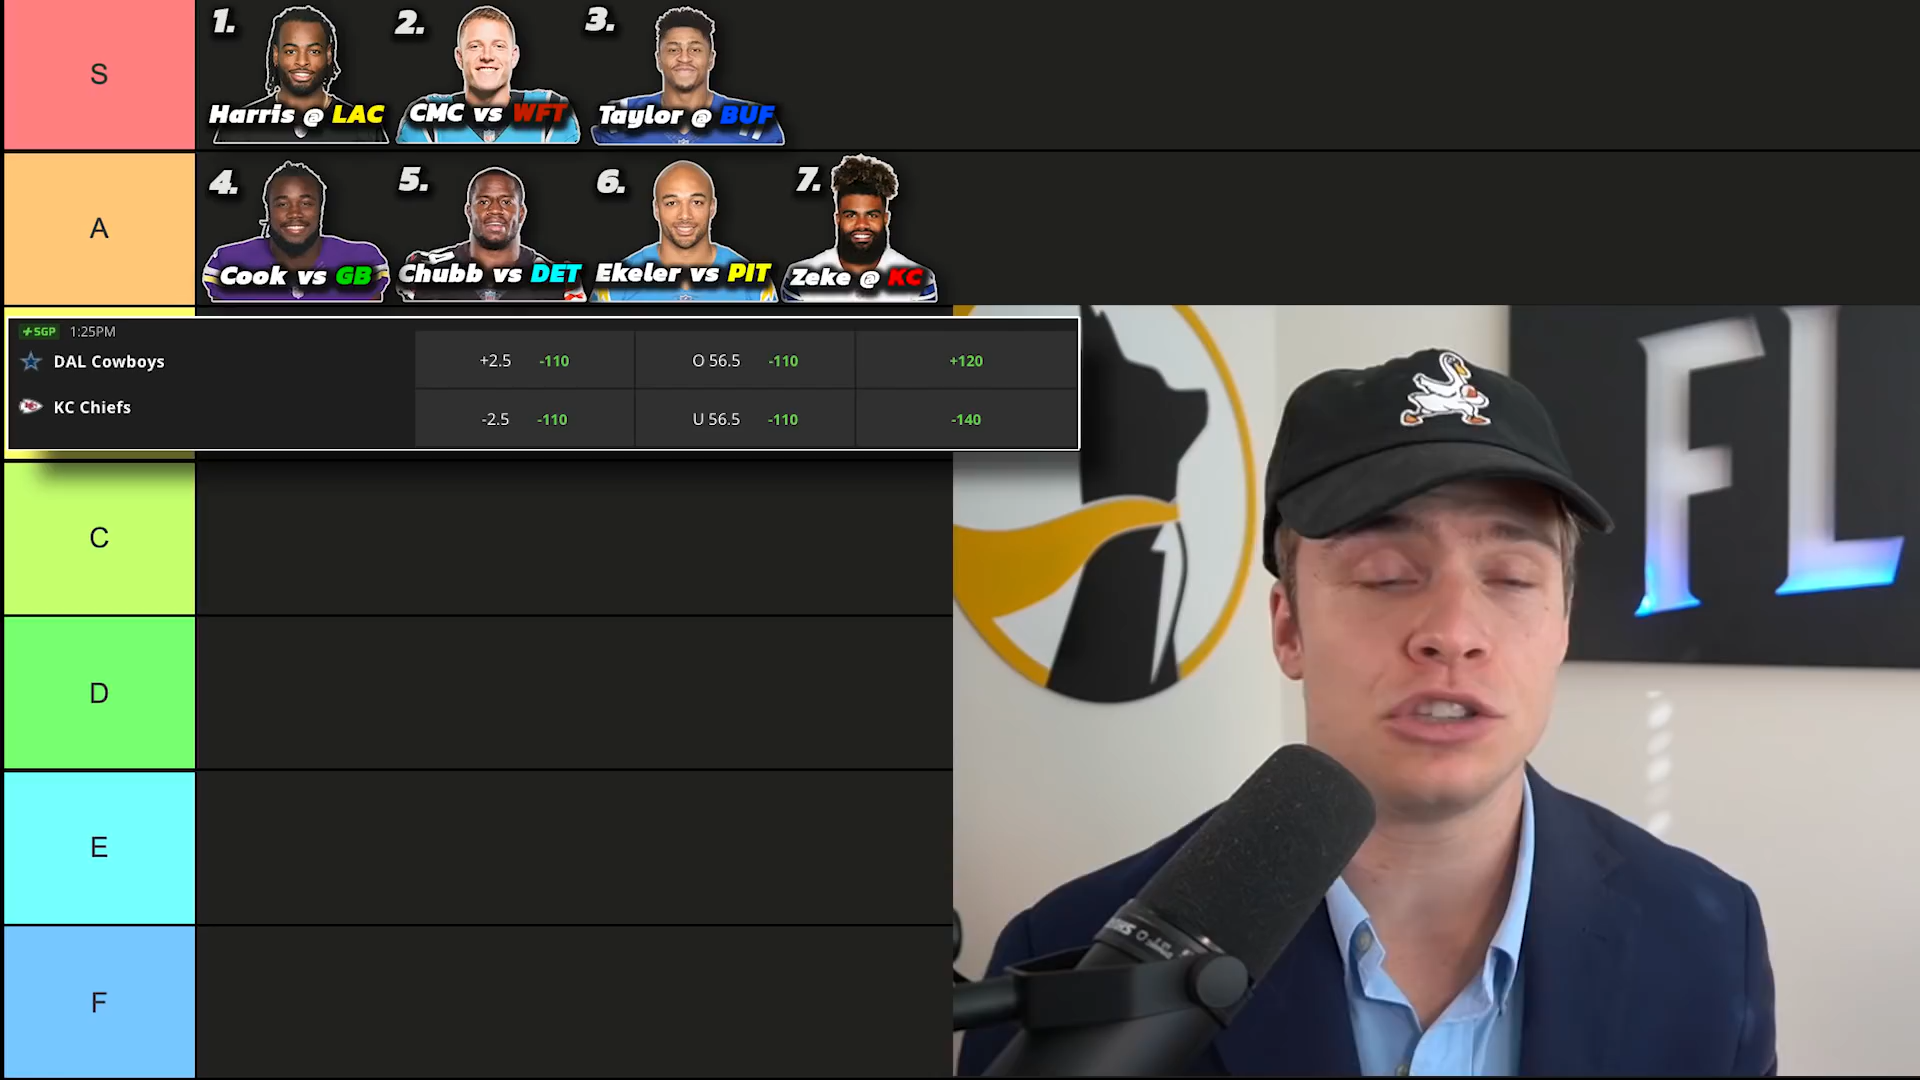 S
1.
2.
3.
Harris @ LAC
CMC vs WFT
Taylor @ BUF
A
4.
5.
6.
7.
Cook vs GB
Chubb vs DET
Ekeler vs PIT
Zeke @ KC
+SGP 1:25PM
DAL Cowboys +2.5 -110 O 56.5 -110 +120
KC Chiefs -2.5 -110 U 56.5 -110 -140
C
D
E
F
FL